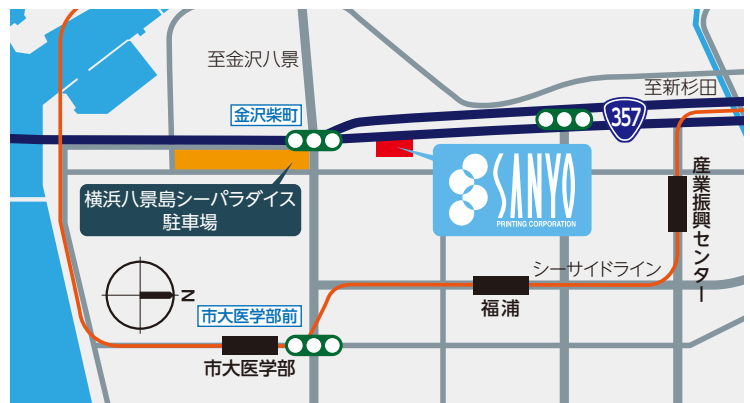 至金沢八景
至新杉田
金沢柴町
357
SANYO
PRINTING CORPORATION
横浜八景島シーパラダイス
駐車場
産業振興センター
シーサイドライン
N
福浦
市大医学部前
市大医学部